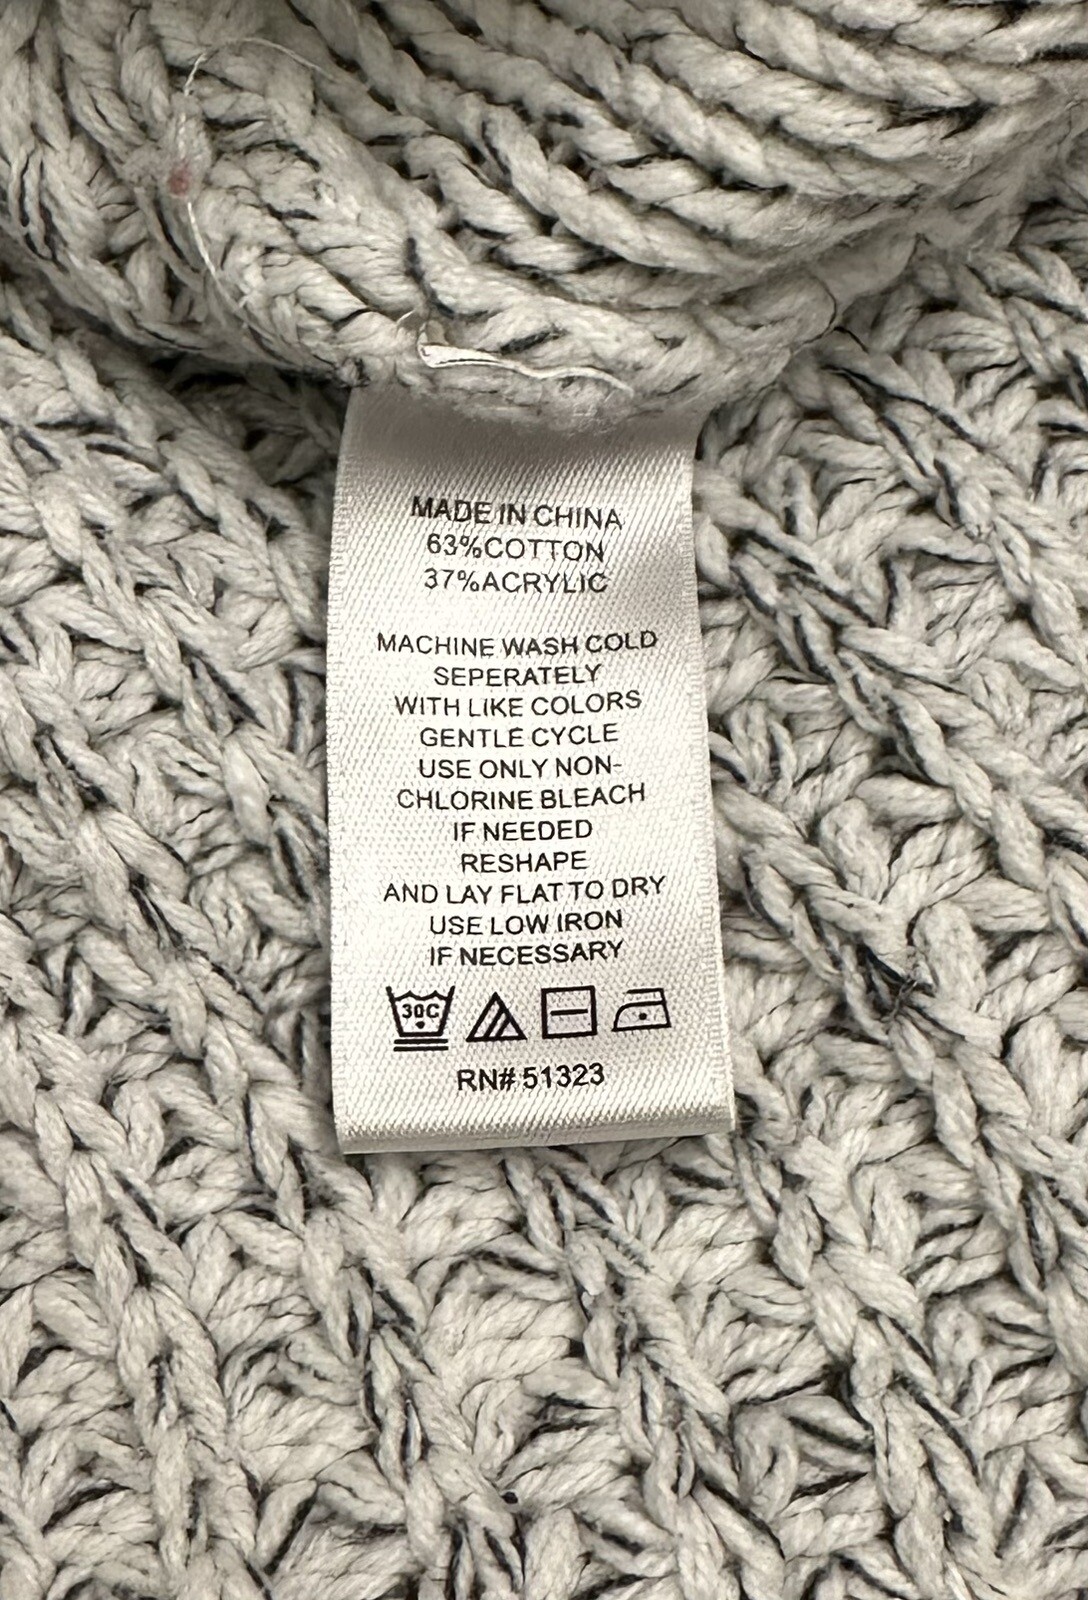 MADE IN CHINA
63%COTTON
37%ACRYLIC
MACHINE WASH COLD
SEPERATELY
WITH LIKE COLORS
GENTLE CYCLE
USE ONLY NON-
CHLORINE BLEACH
IF NEEDED
RESHAPE
AND LAY FLAT TO DRY
USE LOW IRON
IF NECESSARY
30C
RN# 51323